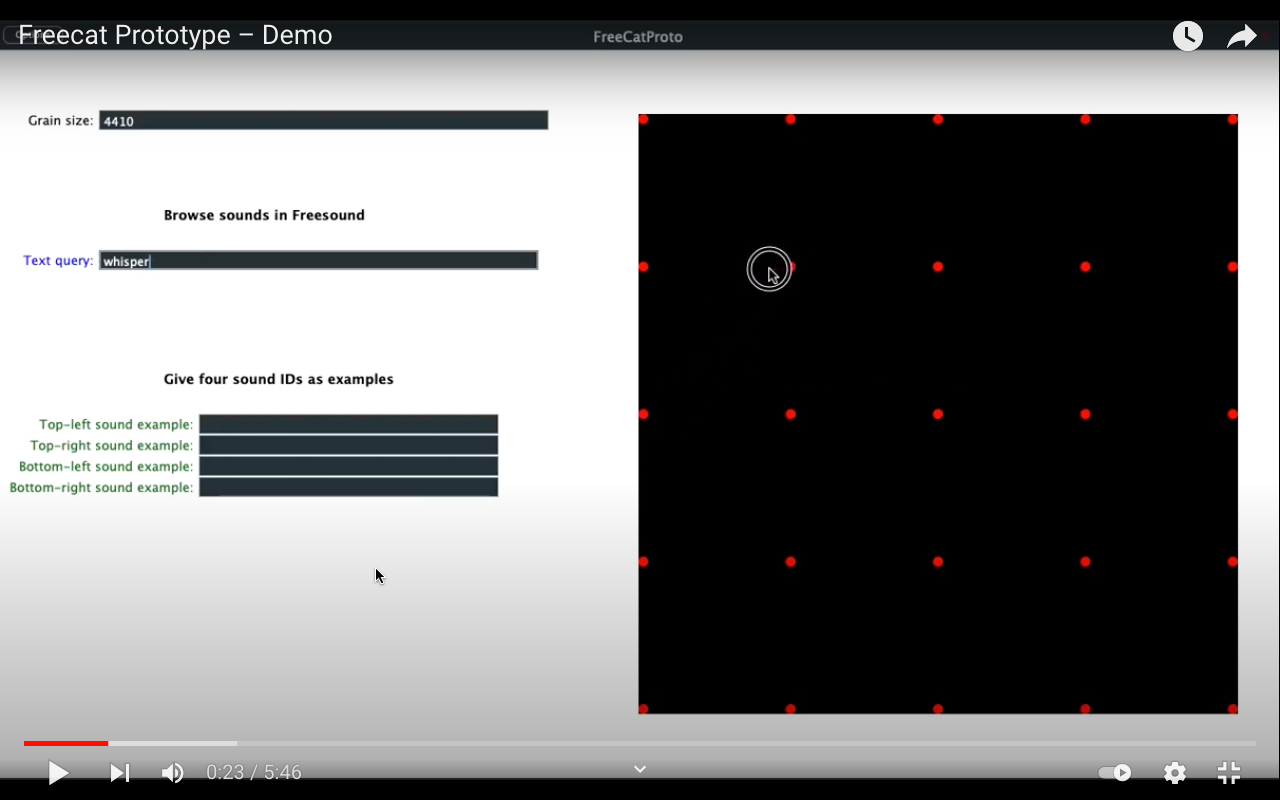 Freecat Prototype – Demo
FreeCatProto
Grain size: 4410
Browse sounds in Freesound
Text query: whisper
Give four sound IDs as examples
Top-left sound example:
Top-right sound example:
Bottom-left sound example:
Bottom-right sound example:
0:23 / 5:46